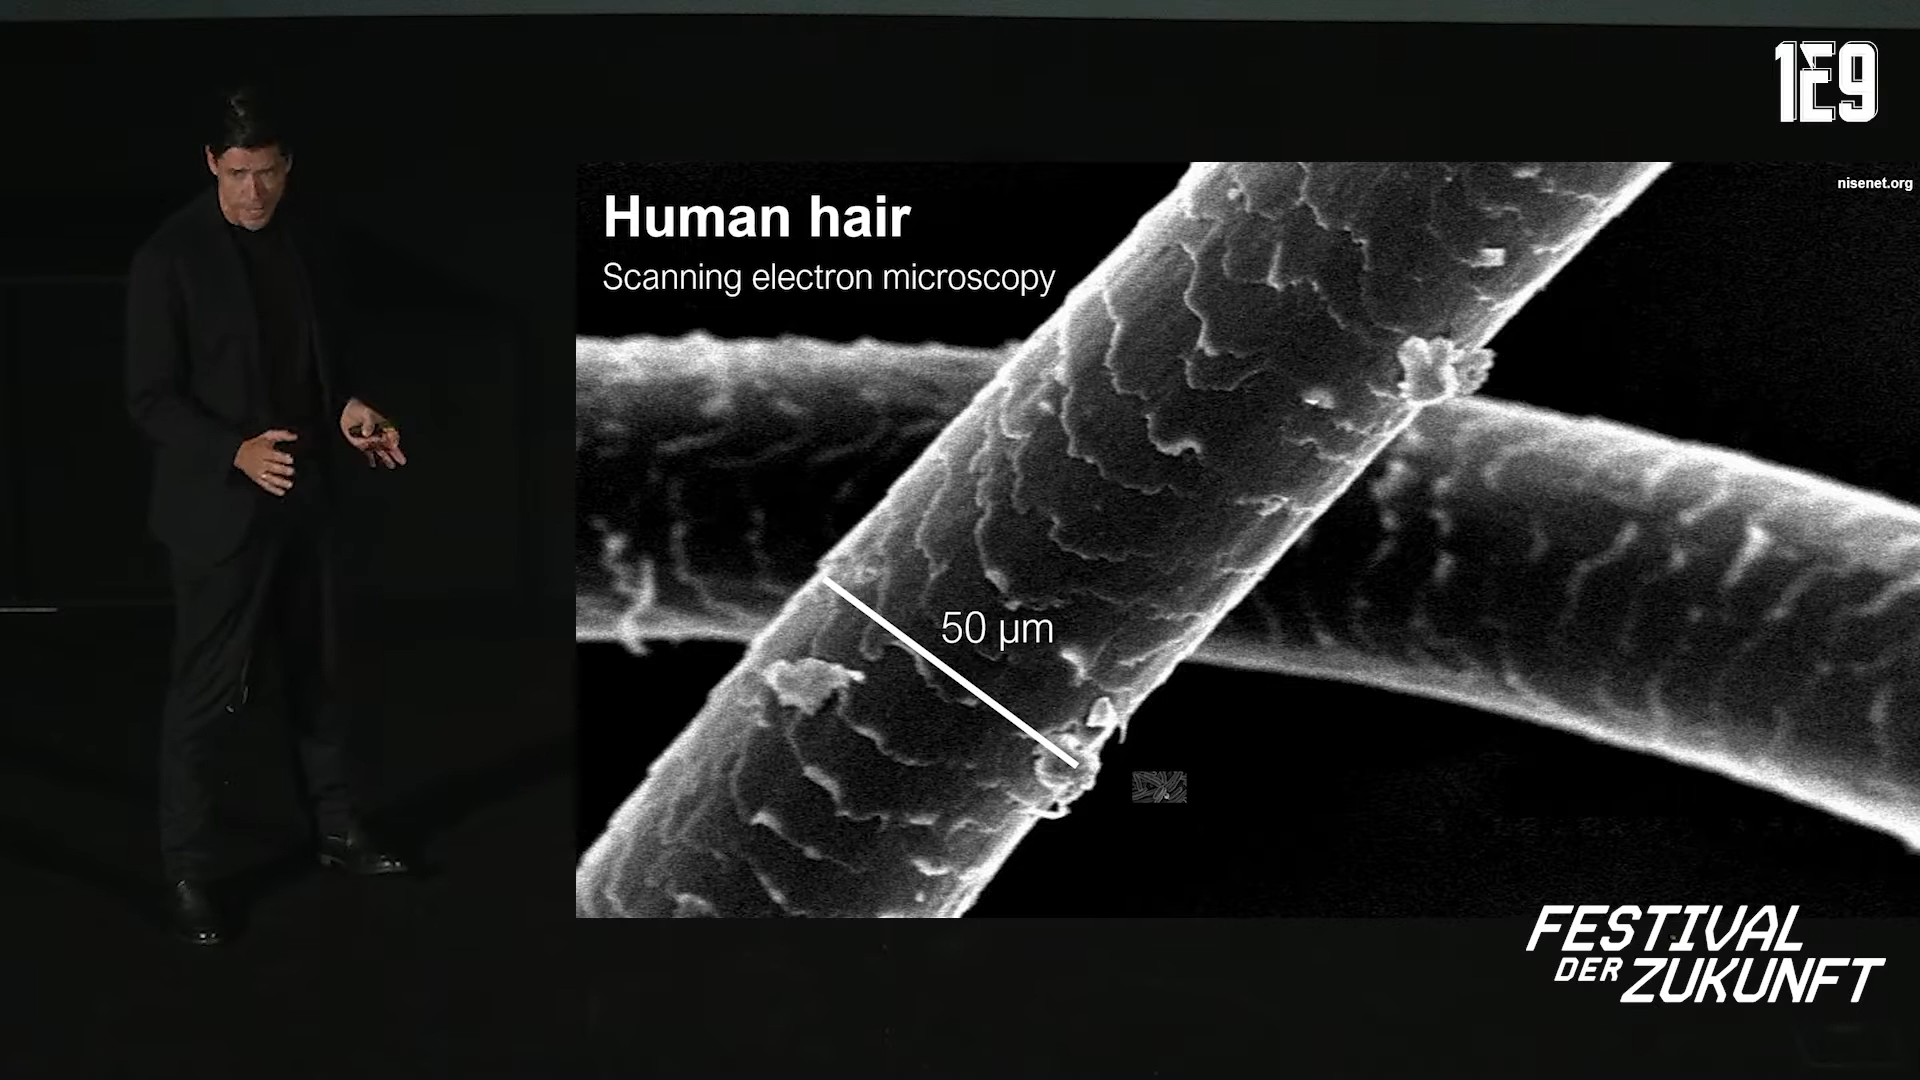 1E9
nisenet.org
Human hair
Scanning electron microscopy
50 µm
FESTIVAL
DER ZUKUNFT